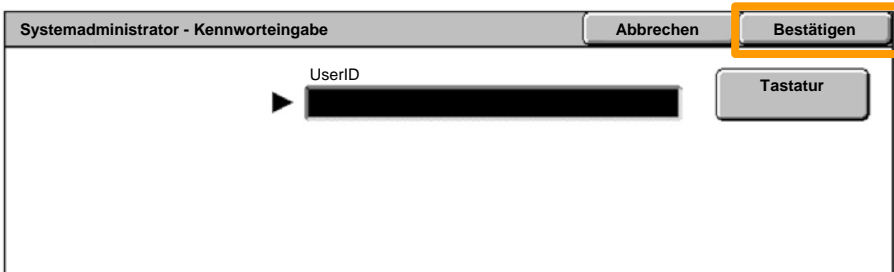 Systemadministrator - Kennworteingabe Abbrechen Bestätigen
UserID
Tastatur